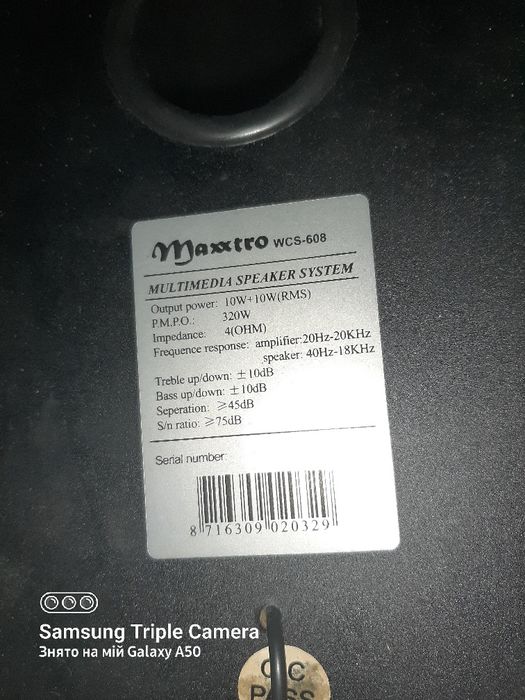 Maxxtro WCS-608
MULTIMEDIA SPEAKER SYSTEM
Output power: 10W+10W(RMS)
P.M.P.O.: 320W
Impedance: 4(OHM)
Frequence response: amplifier:20Hz-20KHz
speaker: 40Hz-18KHz
Treble up/down: ±10dB
Bass up/down: ±10dB
Seperation: ≥45dB
S/n ratio: ≥75dB
Serial number:
8 716309 020329
Samsung Triple Camera
Знято на мій Galaxy A50